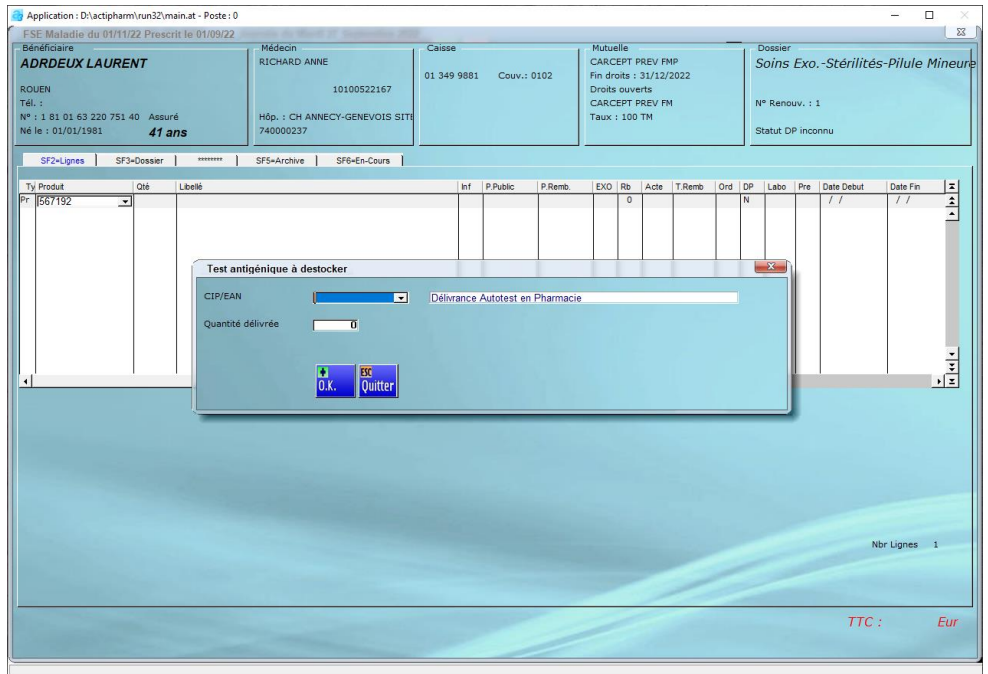 Application : D:\actipharm\run32\main.at - Poste : 0
FSE Maladie du 01/11/22 Prescrit le 01/09/22
Bénéficiaire
ADRDEUX LAURENT
ROUEN
Tél. :
N° : 1 81 01 63 220 751 40 Assuré
Né le : 01/01/1981 41 ans
Médecin
RICHARD ANNE
10100522167
Hôp. : CH ANNECY-GENEVOIS SITE
740000237
Caisse
01 349 9881 Couv.: 0102
Mutuelle
CARCEPT PREV FMP
Fin droits : 31/12/2022
Droits ouverts
CARCEPT PREV FM
Taux : 100 TM
Dossier
Soins Exo.-Stérilités-Pilule Mineure
N° Renouv. : 1
Statut DP inconnu
SF2=Lignes SF3=Dossier ******** SF5=Archive SF6=En-Cours
Ty Produit Qté Libellé Inf P.Public P.Remb. EXO Rb Acte T.Remb Ord DP Labo Pre Date Debut Date Fin
Pr 567192 0 N / / / /
Test antigénique à destocker
CIP/EAN Délivrance Autotest en Pharmacie
Quantité délivrée 0
O.K. ESC Quitter
Nbr Lignes 1
TTC : Eur